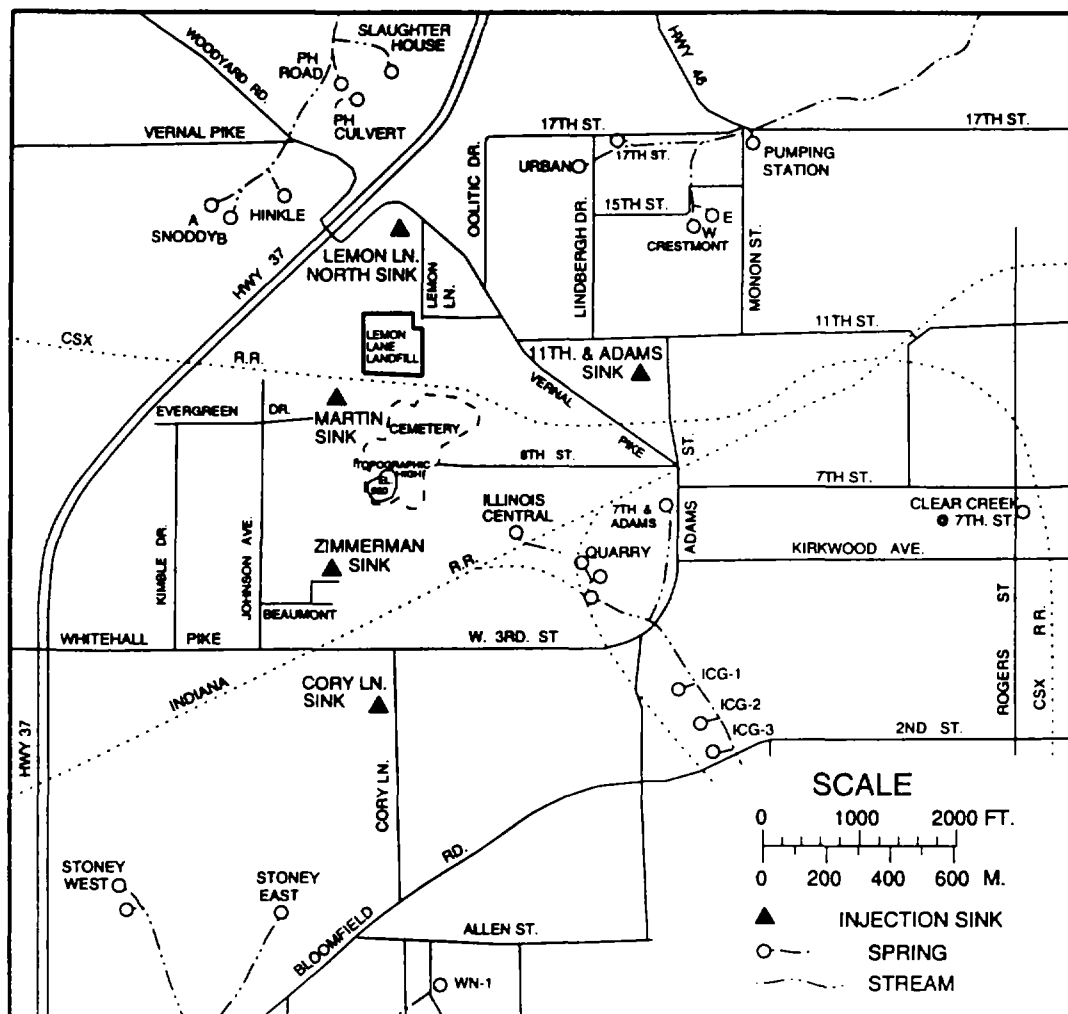 SLAUGHTER
HOUSE
WOODYARD RD.
PH
ROAD
PH
CULVERT
VERNAL PIKE
HWY 45
17TH ST.
17TH ST.
17TH ST.
URBAN
PUMPING
STATION
OOLITIC DR.
LINDBERGH DR.
15TH ST.
E
W
CRESTMONT
MONON ST.
A
SNODDY B
HINKLE
HWY 37
LEMON LN.
NORTH SINK
LEMON
LN.
LEMON
LANE
LANDFILL
CSX
R.R.
11TH ST.
11TH. & ADAMS
SINK
VERNAL
PIKE
EVERGREEN
DR.
MARTIN
SINK
CEMETERY
TOPOGRAPHIC
HIGH
8TH ST.
ST.
7TH ST.
ILLINOIS
CENTRAL
7TH &
ADAMS
ADAMS
CLEAR CREEK
@ 7TH. ST.
KIRKWOOD AVE.
QUARRY
R.R.
ZIMMERMAN
SINK
KIMBLE DR.
JOHNSON AVE.
BEAUMONT
WHITEHALL PIKE
W. 3RD. ST
ROGERS ST
CSX R.R.
INDIANA
CORY LN.
SINK
ICG-1
ICG-2
ICG-3
2ND ST.
HWY 37
CORY LN.
SCALE
0 1000 2000 FT.
0 200 400 600 M.
STONEY
WEST
STONEY
EAST
BLOOMFIELD
RD.
ALLEN ST.
WN-1
INJECTION SINK
SPRING
STREAM